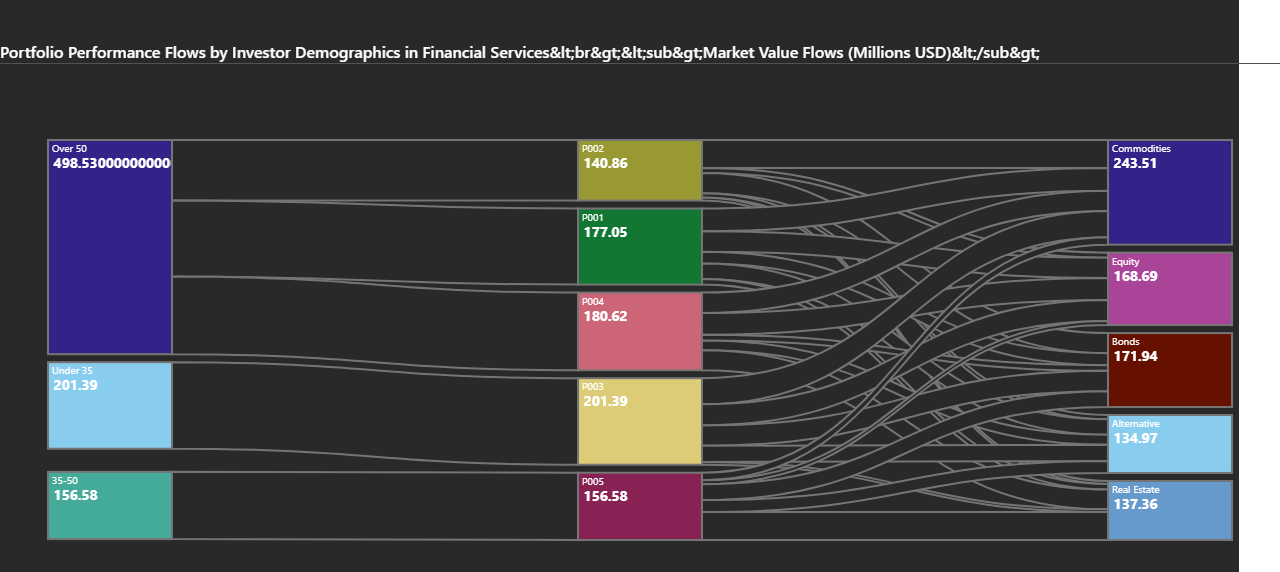 Portfolio Performance Flows by Investor Demographics in Financial Services&lt;br&gt;&lt;sub&gt;Market Value Flows (Millions USD)&lt;/sub&gt;
Over 50
498.53000000000
Under 35
201.39
35-50
156.58
P002
140.86
P001
177.05
P004
180.62
P003
201.39
P005
156.58
Commodities
243.51
Equity
168.69
Bonds
171.94
Alternative
134.97
Real Estate
137.36